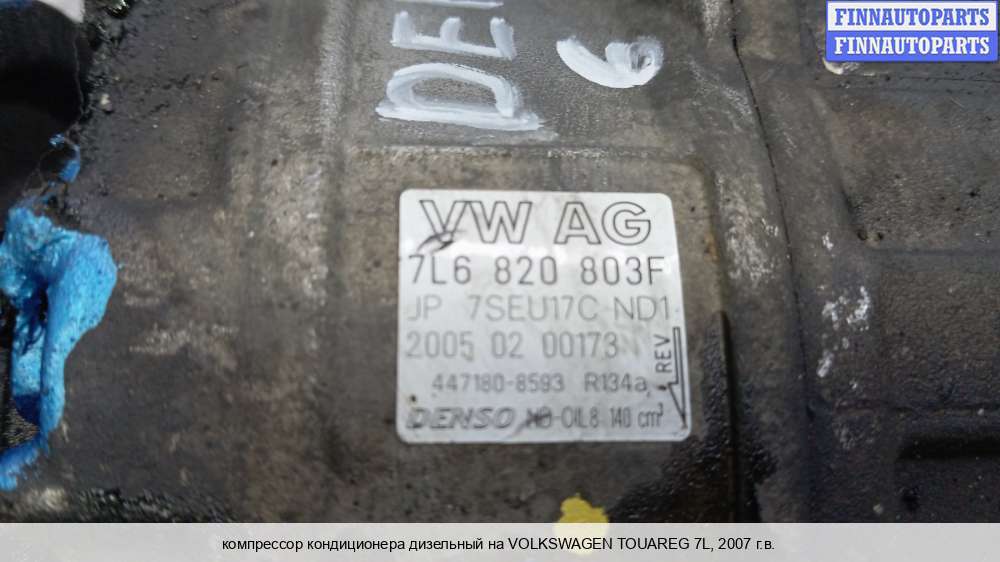 FINNAUTOPARTS
FINNAUTOPARTS
6
VW AG
7L6 820 803F
JP 7SEU17C ND1
2005 02 00173
REV
447180-8593 R134a
DENSO ND-OIL8 140 cm³
компрессор кондиционера дизельный на VOLKSWAGEN TOUAREG 7L, 2007 г.в.